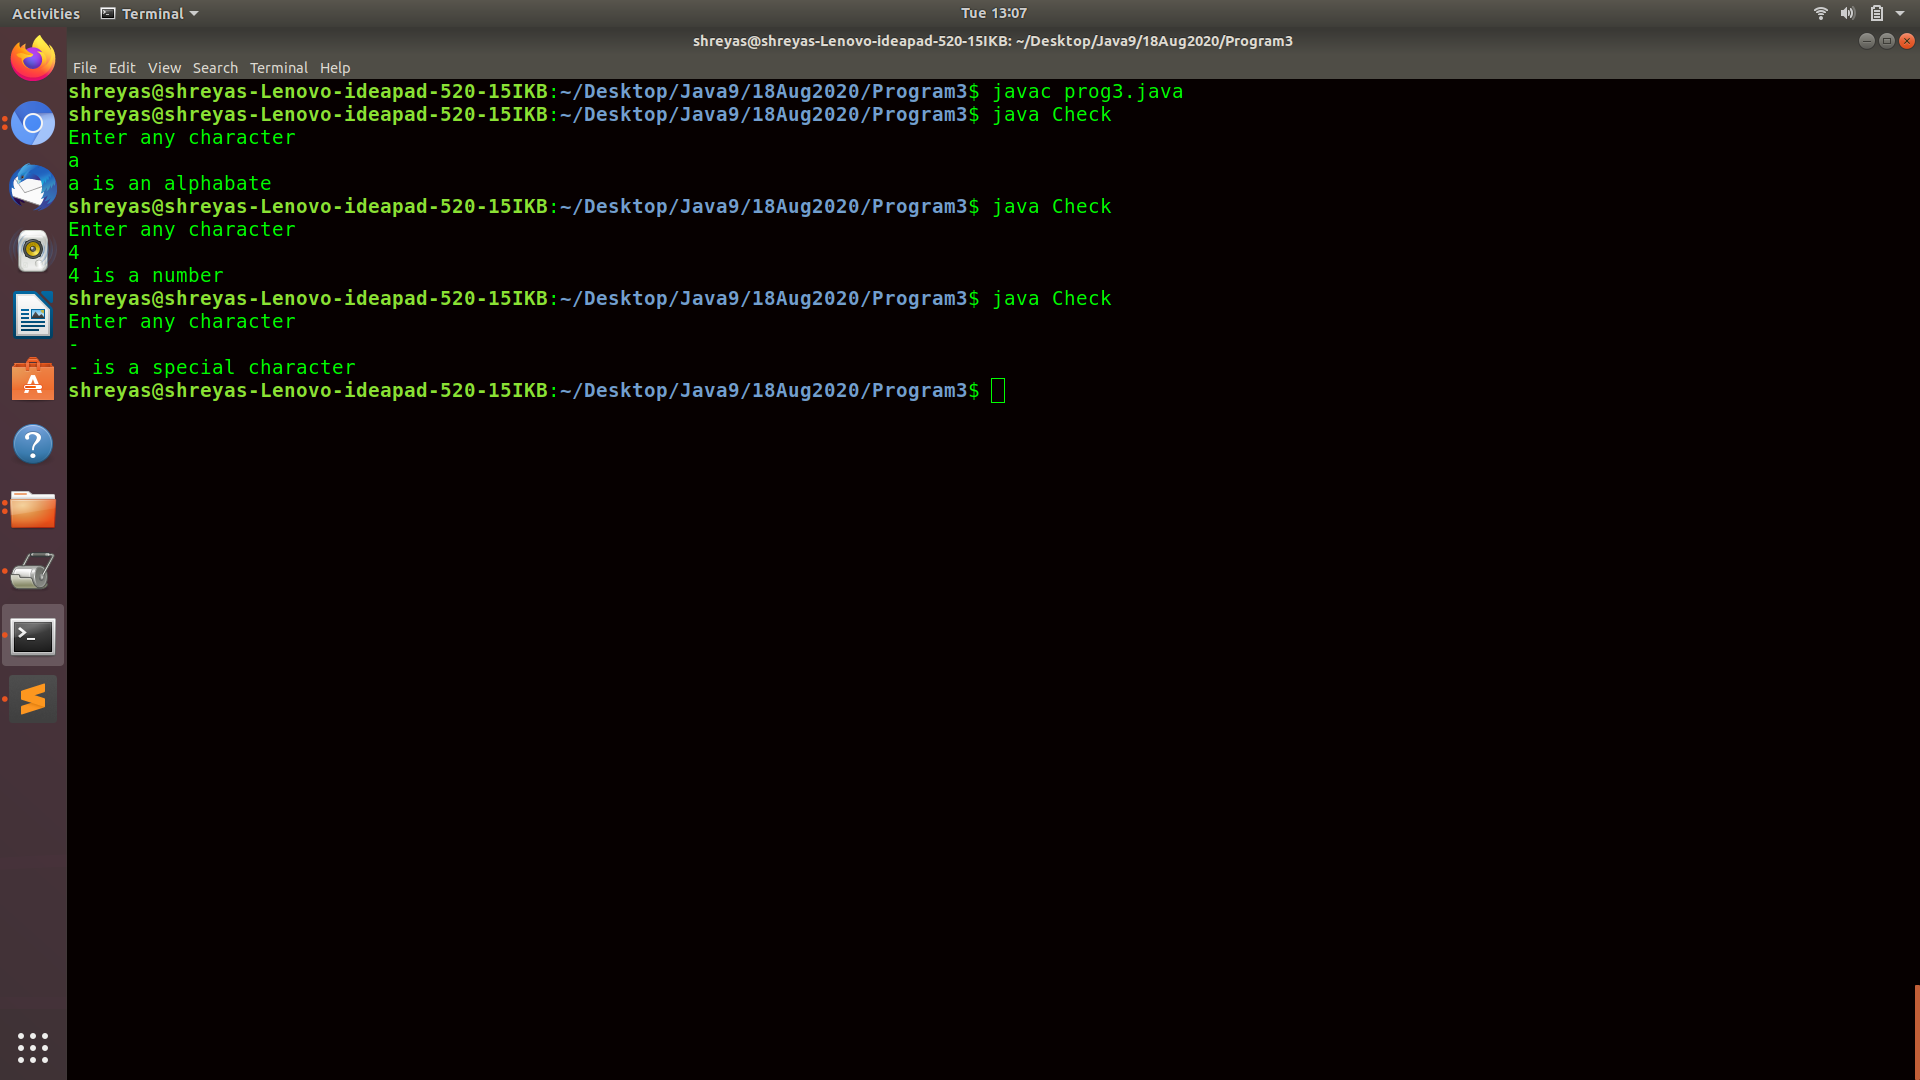 Activities Terminal Tue 13:07
shreyas@shreyas-Lenovo-ideapad-520-15IKB: ~/Desktop/Java9/18Aug2020/Program3
File Edit View Search Terminal Help
shreyas@shreyas-Lenovo-ideapad-520-15IKB:~/Desktop/Java9/18Aug2020/Program3$ javac prog3.java
shreyas@shreyas-Lenovo-ideapad-520-15IKB:~/Desktop/Java9/18Aug2020/Program3$ java Check
Enter any character
a
a is an alphabate
shreyas@shreyas-Lenovo-ideapad-520-15IKB:~/Desktop/Java9/18Aug2020/Program3$ java Check
Enter any character
4
4 is a number
shreyas@shreyas-Lenovo-ideapad-520-15IKB:~/Desktop/Java9/18Aug2020/Program3$ java Check
Enter any character
-
- is a special character
shreyas@shreyas-Lenovo-ideapad-520-15IKB:~/Desktop/Java9/18Aug2020/Program3$